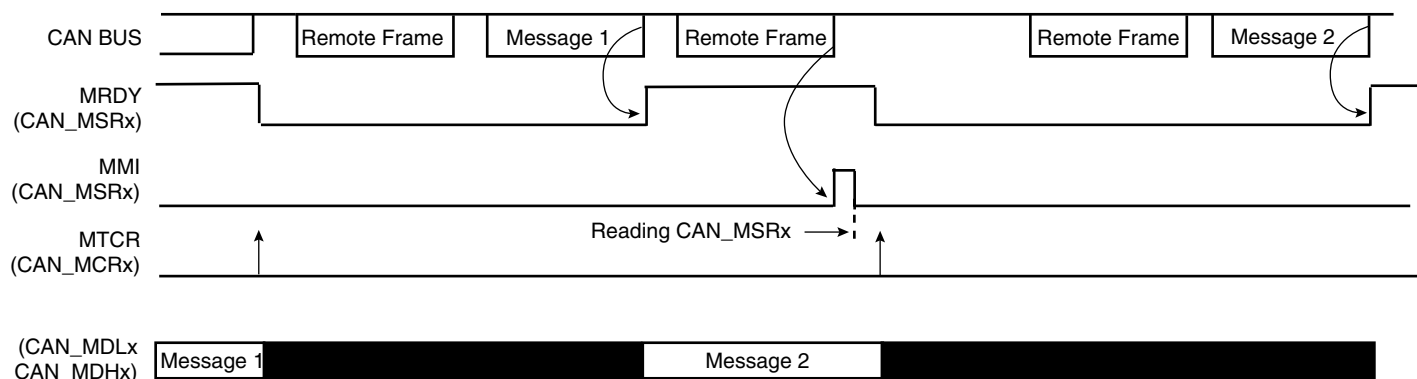 CAN BUS
Remote Frame
Message 1
Remote Frame
Remote Frame
Message 2
MRDY
(CAN_MSRx)
MMI
(CAN_MSRx)
Reading CAN_MSRx
MTCR
(CAN_MCRx)
(CAN_MDLx
CAN_MDHx)
Message 1
Message 2